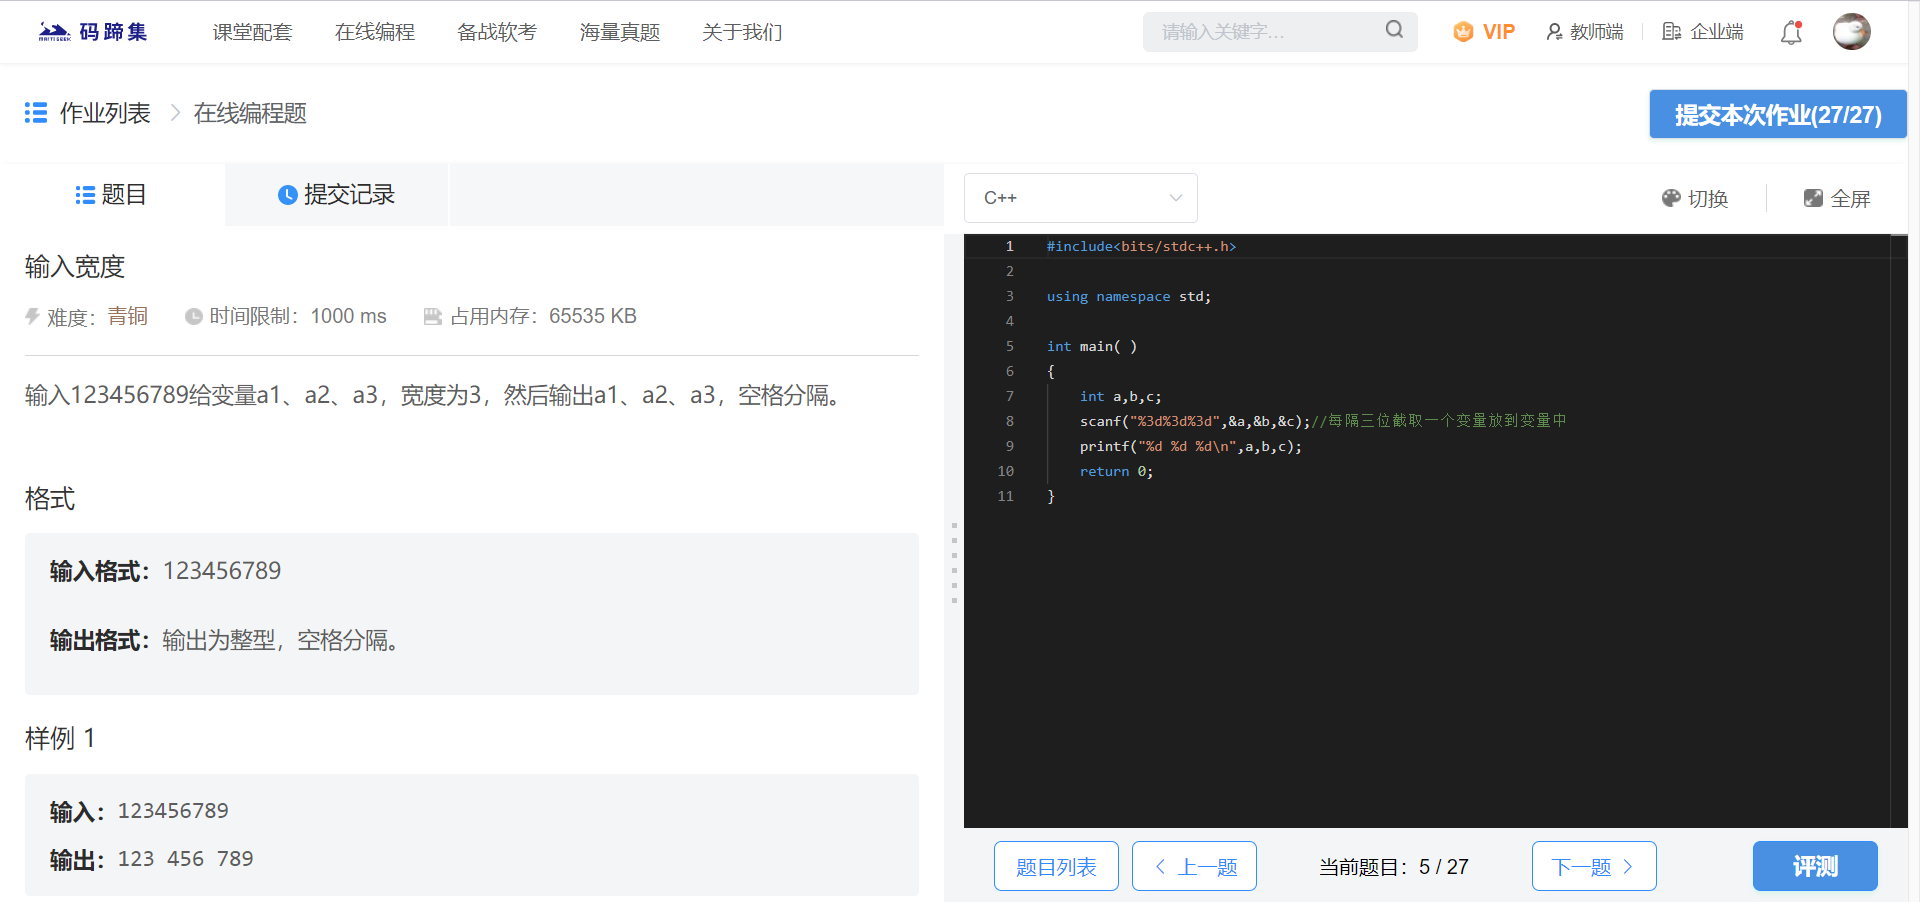 MAITI GEEK 码蹄集 课堂配套 在线编程 备战软考 海量真题 关于我们 请输入关键字... VIP 教师端 企业端
作业列表 > 在线编程题 提交本次作业(27/27)
题目 提交记录
输入宽度
难度：青铜 时间限制：1000 ms 占用内存：65535 KB
输入123456789给变量a1、a2、a3，宽度为3，然后输出a1、a2、a3，空格分隔。
格式
输入格式：123456789
输出格式：输出为整型，空格分隔。
样例 1
输入：123456789
输出：123 456 789
C++ 切换 全屏
1 #include<bits/stdc++.h>
2
3 using namespace std;
4
5 int main( )
6 {
7 int a,b,c;
8 scanf("%3d%3d%3d",&a,&b,&c);//每隔三位截取一个变量放到变量中
9 printf("%d %d %d\n",a,b,c);
10 return 0;
11 }
题目列表 < 上一题 当前题目：5 / 27 下一题 > 评测